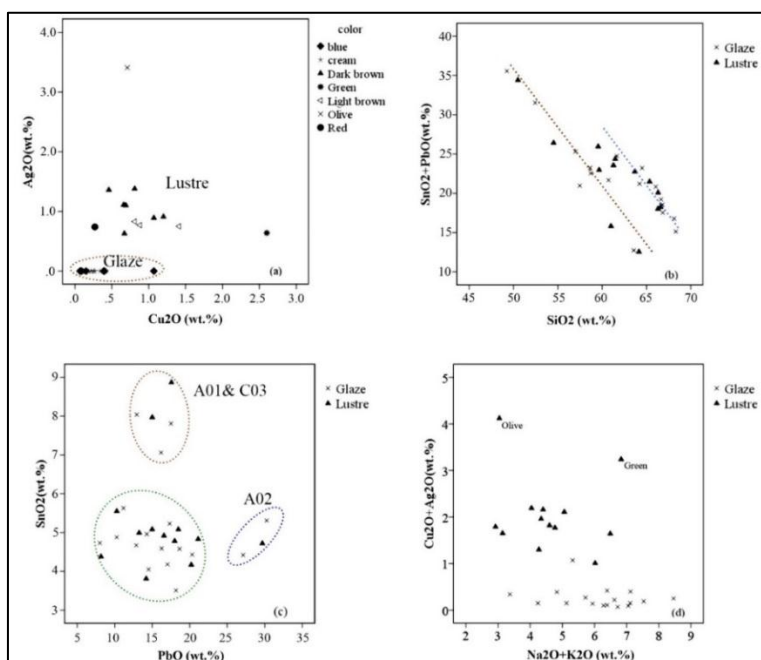 color
blue
cream
Dark brown
Green
Light brown
Olive
Red
Ag2O(wt.%)
4.0
3.0
2.0
1.0
.0
Lustre
Glaze
(a)
.0 .5 1.0 1.5 2.0 2.5 3.0
Cu2O (wt.%)
Glaze
Lustre
SnO2+PbO(wt.%)
40
35
30
25
20
15
10
(b)
45 50 55 60 65 70
SiO2 (wt.%)
Glaze
Lustre
SnO2(wt.%)
9
8
7
6
5
4
3
A01& C03
A02
(c)
5 10 15 20 25 30 35
PbO (wt.%)
Glaze
Lustre
Cu2O+Ag2O(wt.%)
5
4
3
2
1
0
Olive
Green
(d)
2 3 4 5 6 7 8 9
Na2O+K2O (wt.%)